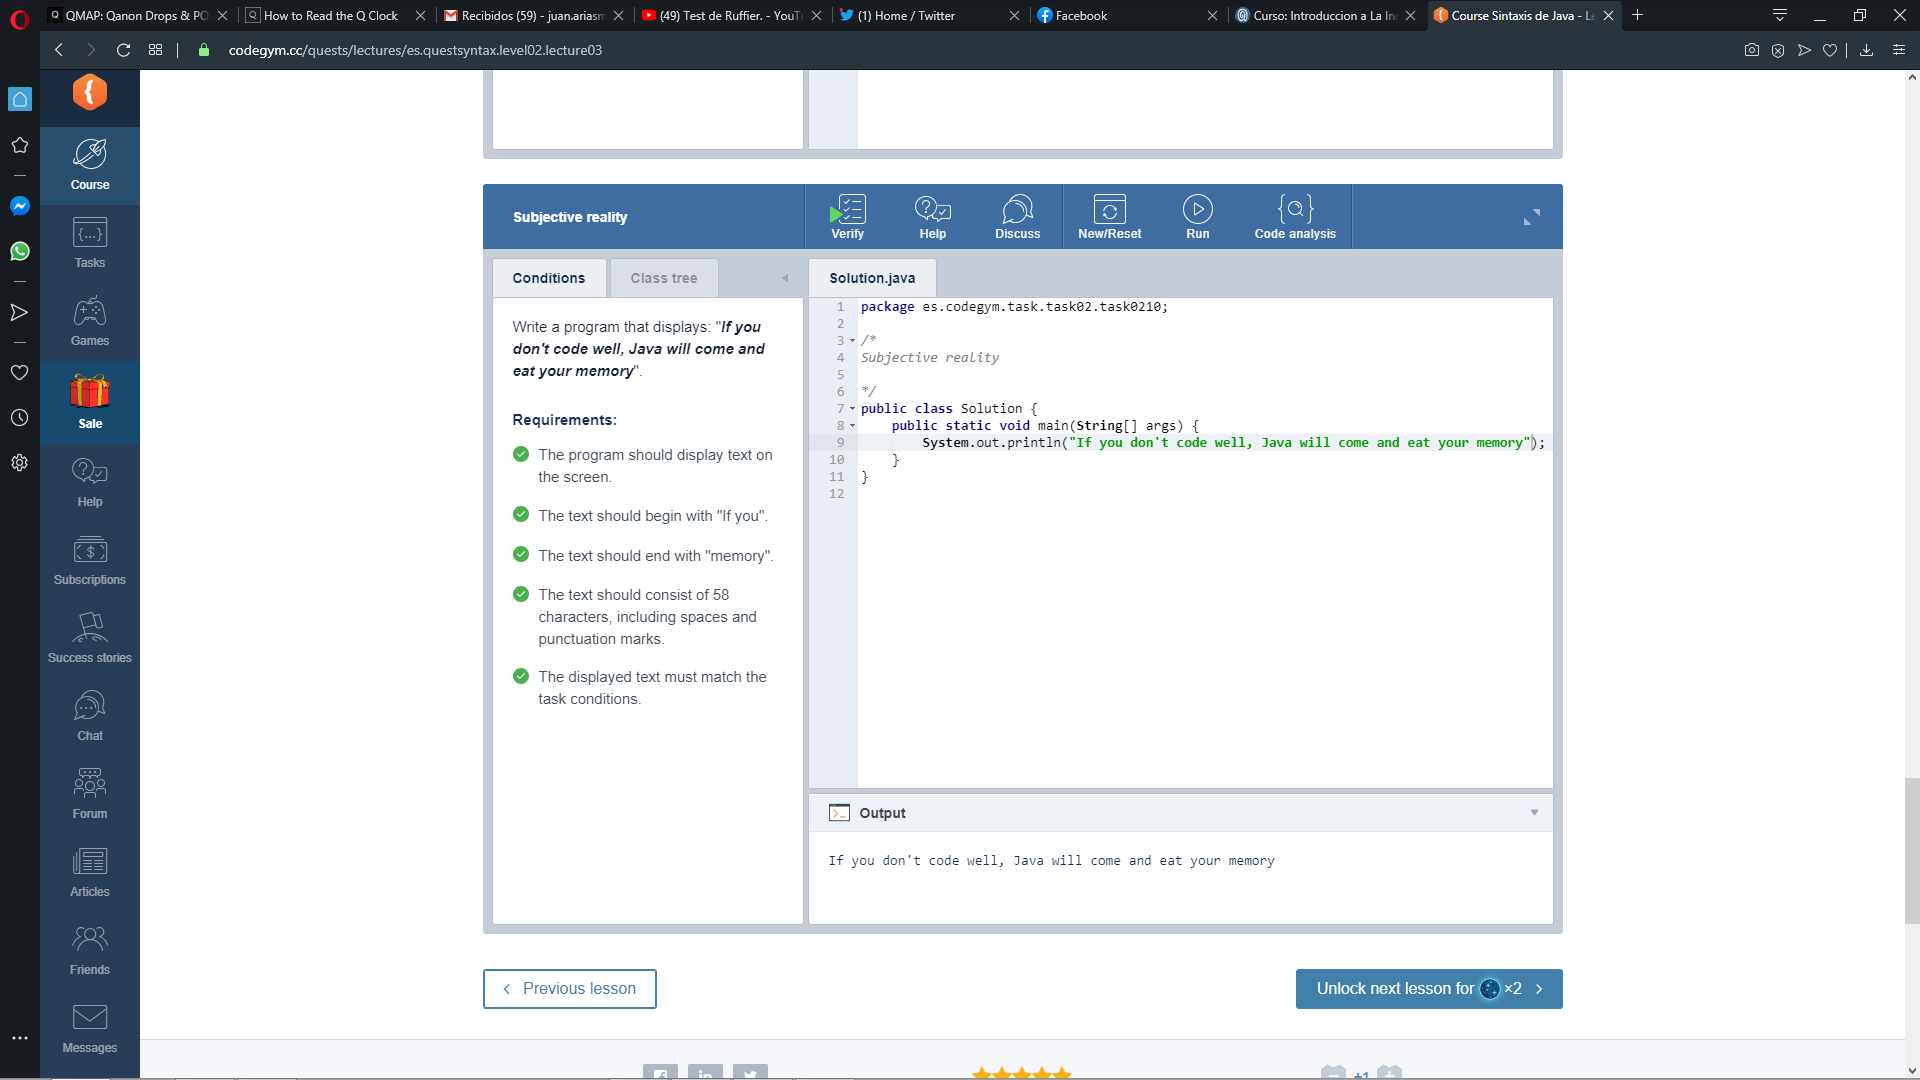 QMAP: Qanon Drops & PO
How to Read the Q Clock
Recibidos (59) - juan.ariasm
(49) Test de Ruffier. - YouT
(1) Home / Twitter
Facebook
Curso: Introduccion a La In
Course Sintaxis de Java - Le
codegym.cc/quests/lectures/es.questsyntax.level02.lecture03
Course
Tasks
Games
Sale
Help
Subscriptions
Success stories
Chat
Forum
Articles
Friends
Messages
Subjective reality
Verify
Help
Discuss
New/Reset
Run
Code analysis
Conditions
Class tree
Write a program that displays: "If you
don't code well, Java will come and
eat your memory".
Requirements:
The program should display text on
the screen.
The text should begin with "If you".
The text should end with "memory".
The text should consist of 58
characters, including spaces and
punctuation marks.
The displayed text must match the
task conditions.
Solution.java
1 package es.codegym.task.task02.task0210;
2
3 /*
4 Subjective reality
5
6 */
7 public class Solution {
8 public static void main(String[] args) {
9 System.out.println("If you don't code well, Java will come and eat your memory");
10 }
11 }
12
Output
If you don't code well, Java will come and eat your memory
Previous lesson
Unlock next lesson for ×2
+1